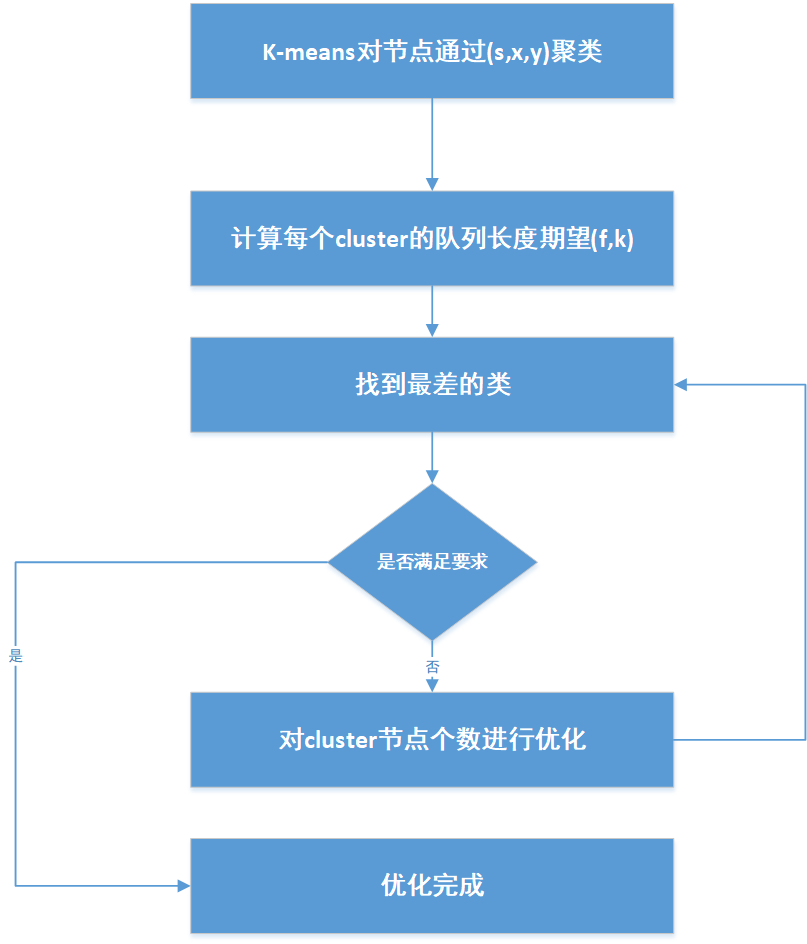 K-means对节点通过(s,x,y)聚类
计算每个cluster的队列长度期望(f,k)
找到最差的类
是否满足要求
是
否
对cluster节点个数进行优化
优化完成